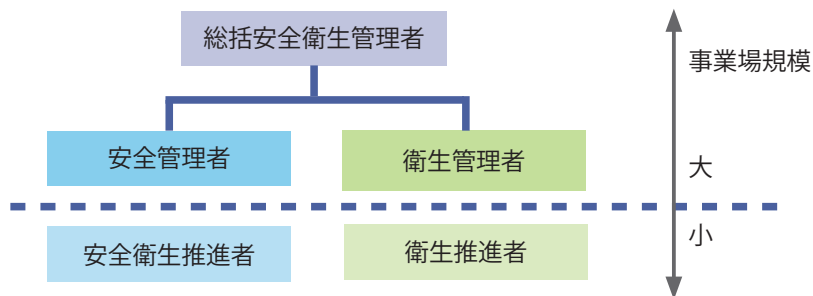 総括安全衛生管理者
事業場規模
安全管理者
衛生管理者
大
小
安全衛生推進者
衛生推進者